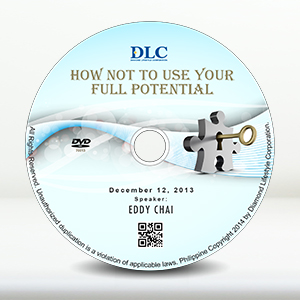 DLC
HOW NOT TO USE YOUR
FULL POTENTIAL
DVD
December 12, 2013
Speaker:
EDDY CHAI
All Rights Reserved. Unauthorized duplication is a violation of applicable laws. Philippine Copyright 2014 by Diamond Lifestyle Corporation.